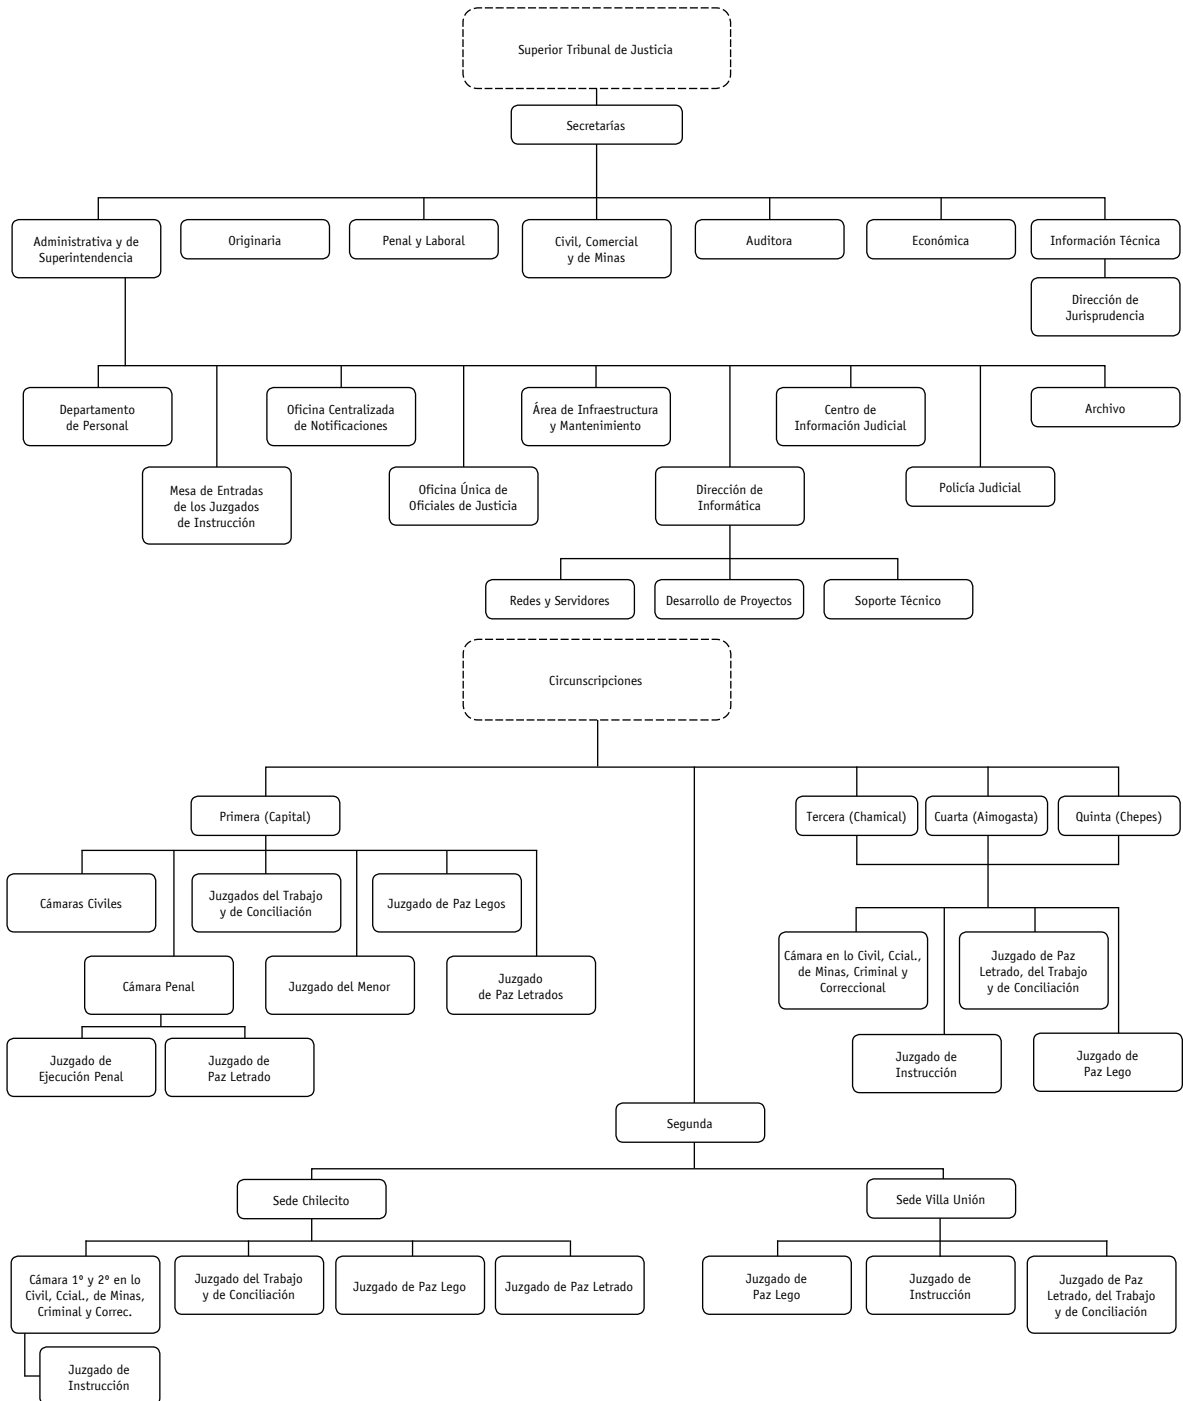 Superior Tribunal de Justicia
Secretarías
Administrativa y de
Superintendencia
Originaria
Penal y Laboral
Civil, Comercial
y de Minas
Auditora
Económica
Información Técnica
Dirección de
Jurisprudencia
Departamento
de Personal
Oficina Centralizada
de Notificaciones
Área de Infraestructura
y Mantenimiento
Centro de
Información Judicial
Archivo
Mesa de Entradas
de los Juzgados
de Instrucción
Oficina Única de
Oficiales de Justicia
Dirección de
Informática
Policía Judicial
Redes y Servidores
Desarrollo de Proyectos
Soporte Técnico
Circunscripciones
Primera (Capital)
Tercera (Chamical)
Cuarta (Aimogasta)
Quinta (Chepes)
Cámaras Civiles
Juzgados del Trabajo
y de Conciliación
Juzgado de Paz Legos
Cámara Penal
Juzgado del Menor
Juzgado
de Paz Letrados
Juzgado de
Ejecución Penal
Juzgado de
Paz Letrado
Cámara en lo Civil, Ccial.,
de Minas, Criminal y
Correccional
Juzgado de Paz
Letrado, del Trabajo
y de Conciliación
Juzgado de
Instrucción
Juzgado de
Paz Lego
Segunda
Sede Chilecito
Sede Villa Unión
Cámara 1º y 2º en lo
Civil, Ccial., de Minas,
Criminal y Correc.
Juzgado del Trabajo
y de Conciliación
Juzgado de Paz Lego
Juzgado de Paz Letrado
Juzgado de
Paz Lego
Juzgado de
Instrucción
Juzgado de Paz
Letrado, del Trabajo
y de Conciliación
Juzgado de
Instrucción